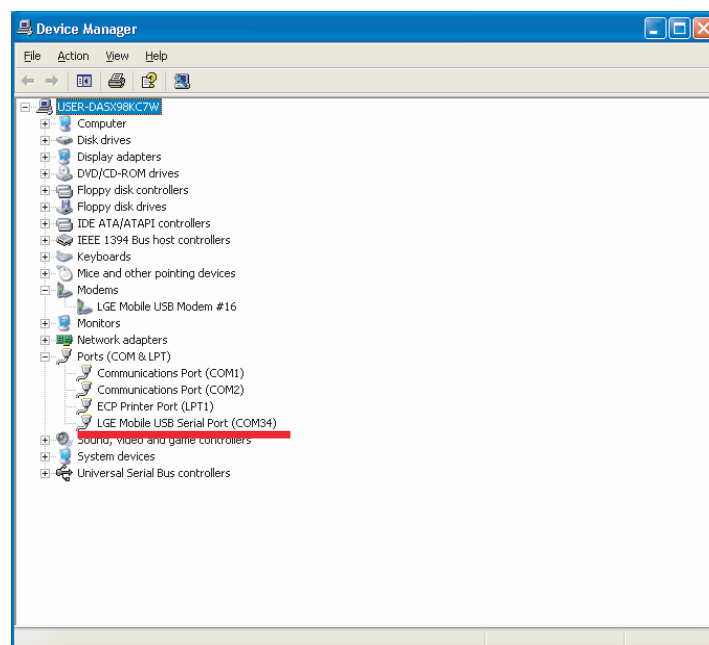 Device Manager
File Action View Help
USER-DASX98KC7W
Computer
Disk drives
Display adapters
DVD/CD-ROM drives
Floppy disk controllers
Floppy disk drives
IDE ATA/ATAPI controllers
IEEE 1394 Bus host controllers
Keyboards
Mice and other pointing devices
Modems
LGE Mobile USB Modem #16
Monitors
Network adapters
Ports (COM & LPT)
Communications Port (COM1)
Communications Port (COM2)
ECP Printer Port (LPT1)
LGE Mobile USB Serial Port (COM34)
Sound, video and game controllers
System devices
Universal Serial Bus controllers